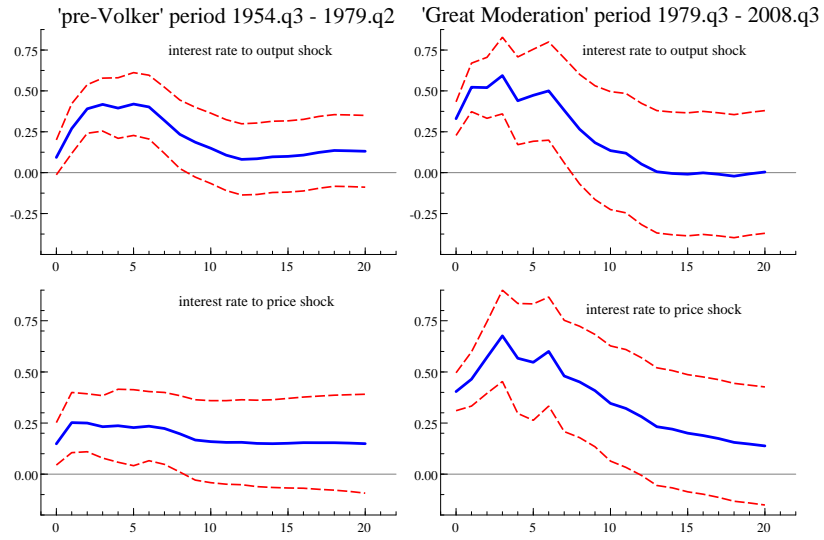 'pre-Volker' period 1954.q3 - 1979.q2
'Great Moderation' period 1979.q3 - 2008.q3
interest rate to output shock
0.75
0.50
0.25
0.00
-0.25
0 5 10 15 20
interest rate to output shock
0.75
0.50
0.25
0.00
-0.25
0 5 10 15 20
interest rate to price shock
0.75
0.50
0.25
0.00
0 5 10 15 20
interest rate to price shock
0.75
0.50
0.25
0.00
0 5 10 15 20